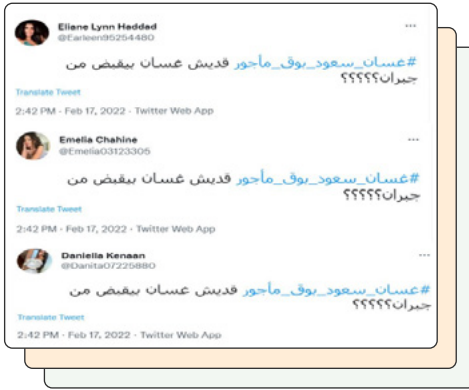 Eliane Lynn Haddad
@Earleen95254480
#غسان_سعود_بوق_مأجور قديش غسان بيقبض من
جبران؟؟؟؟؟
Translate Tweet
2:42 PM · Feb 17, 2022 · Twitter Web App
Emelia Chahine
@Emelia03123305
#غسان_سعود_بوق_مأجور قديش غسان بيقبض من
جبران؟؟؟؟؟
Translate Tweet
2:42 PM · Feb 17, 2022 · Twitter Web App
Daniella Kenaan
@Danita07225880
#غسان_سعود_بوق_مأجور قديش غسان بيقبض من
جبران؟؟؟؟؟
Translate Tweet
2:42 PM · Feb 17, 2022 · Twitter Web App